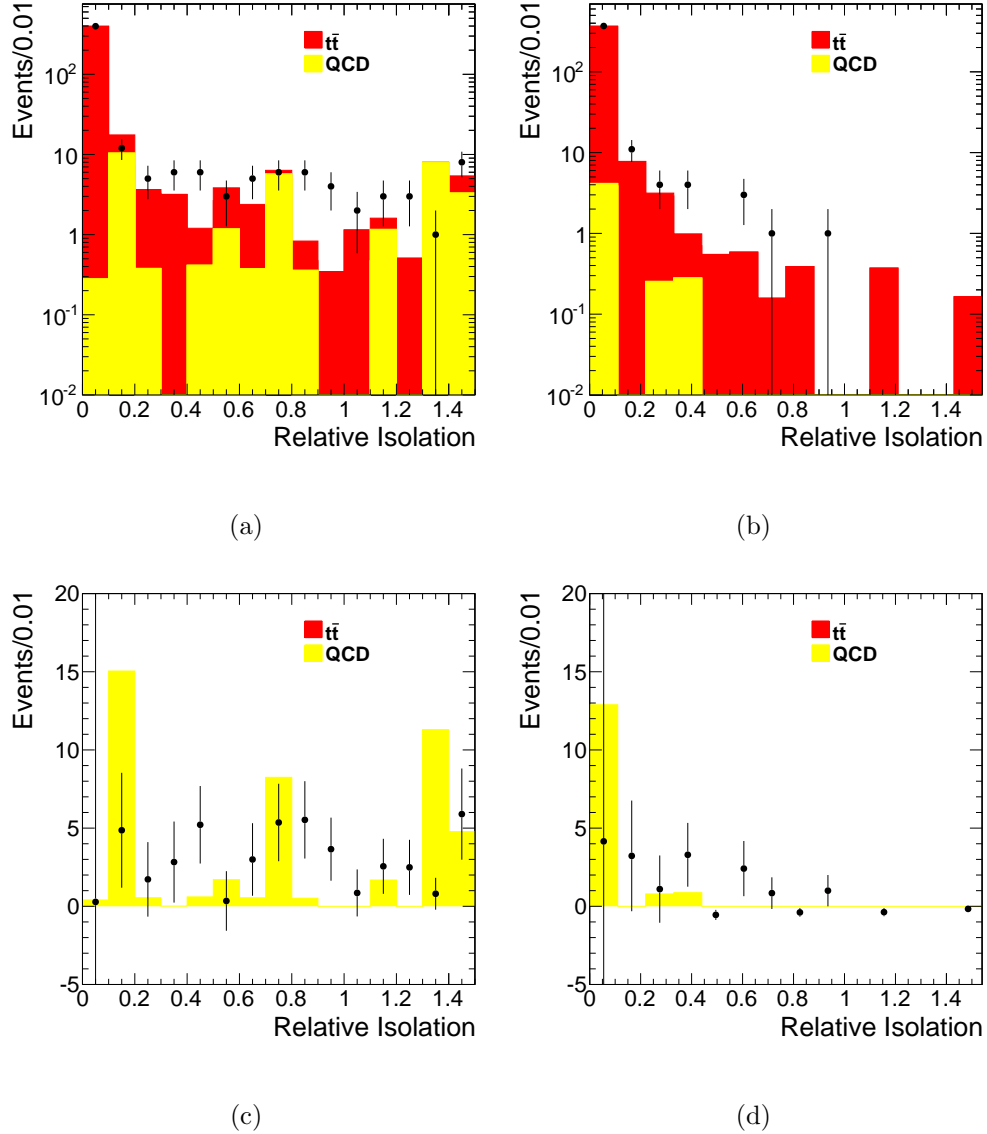 Events/0.01
10²
10
1
10⁻¹
10⁻²
tt̄
QCD
0 0.2 0.4 0.6 0.8 1 1.2 1.4
Relative Isolation
(a)
Events/0.01
10²
10
1
10⁻¹
10⁻²
tt̄
QCD
0 0.2 0.4 0.6 0.8 1 1.2 1.4
Relative Isolation
(b)
Events/0.01
20
15
10
5
0
-5
tt̄
QCD
0 0.2 0.4 0.6 0.8 1 1.2 1.4
Relative Isolation
(c)
Events/0.01
20
15
10
5
0
-5
tt̄
QCD
0 0.2 0.4 0.6 0.8 1 1.2 1.4
Relative Isolation
(d)